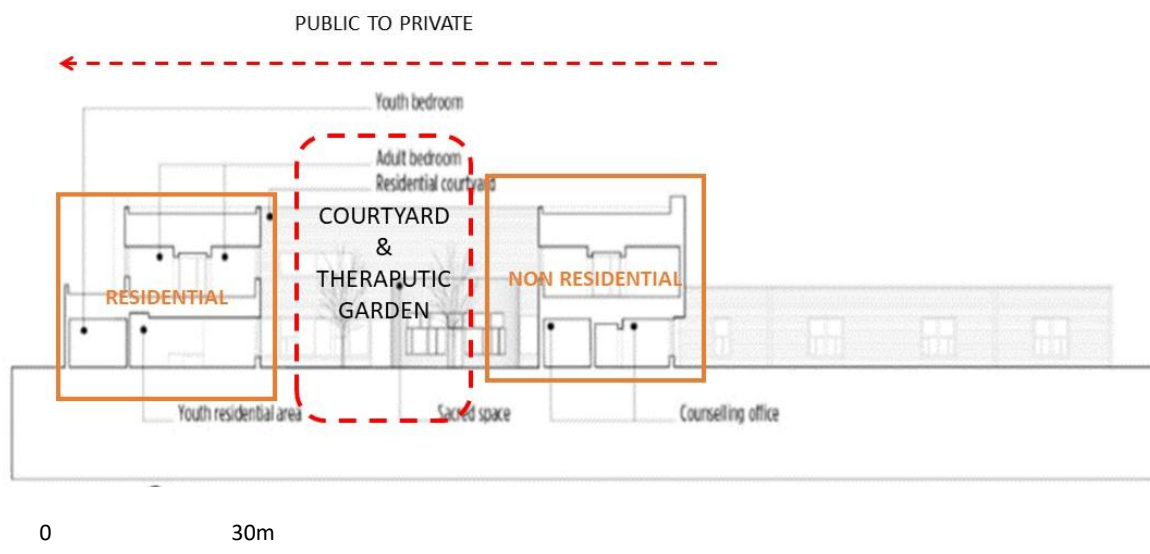 PUBLIC TO PRIVATE
Youth bedroom
Adult bedroom
Residential courtyard
COURTYARD
&
THERAPUTIC
GARDEN
RESIDENTIAL
NON RESIDENTIAL
Youth residential area
Sacred space
Counselling office
0 30m